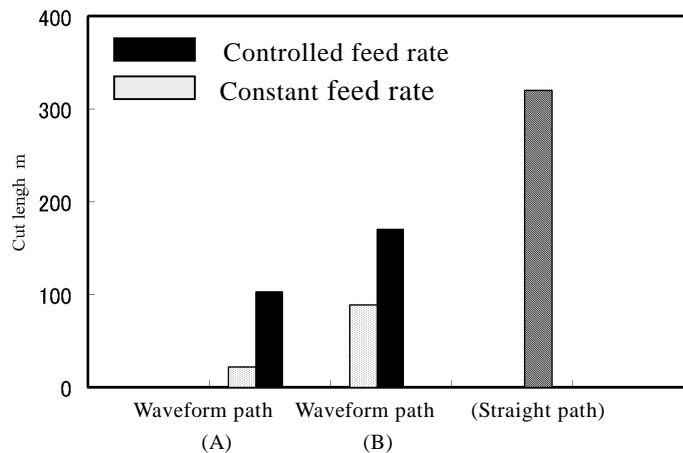 400
300
200
100
0
Cut lengh m
Controlled feed rate
Constant feed rate
Waveform path
(A)
Waveform path
(B)
(Straight path)